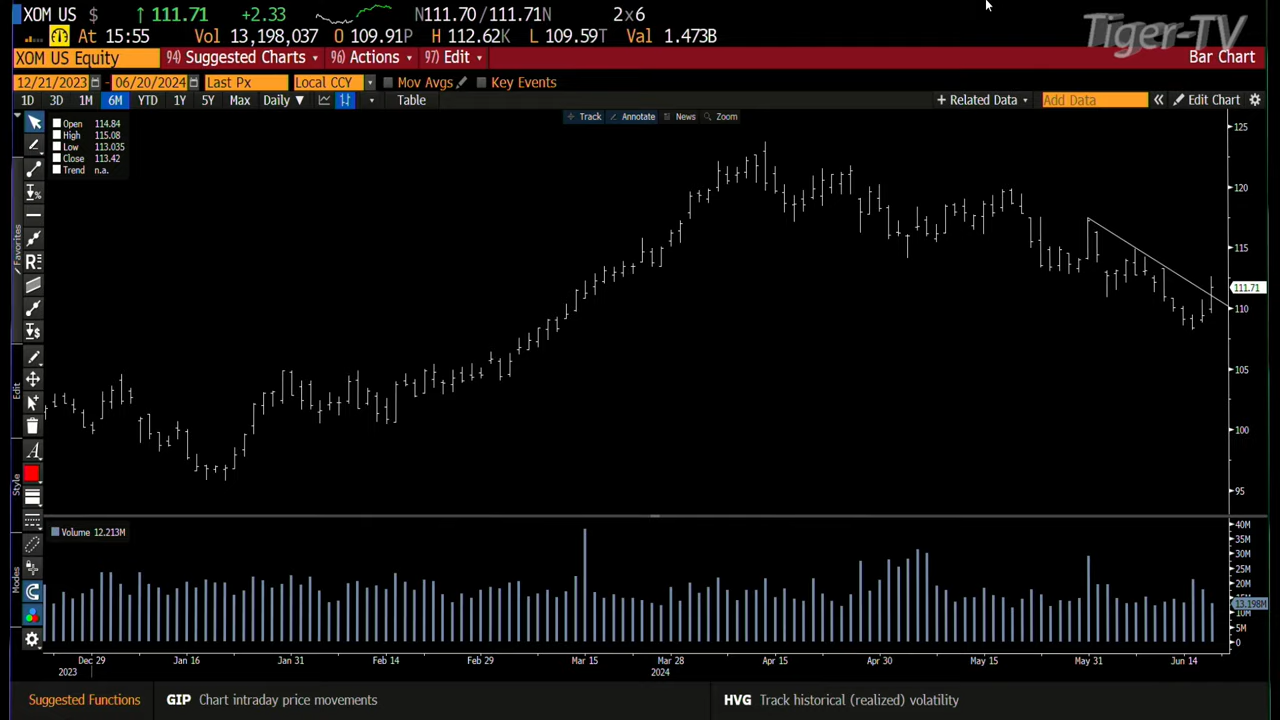 XOM US $ ↑ 111.71 +2.33 N111.70/111.71N 2x6
At 15:55 Vol 13,198,037 O 109.91P H 112.62K L 109.59T Val 1.473B
Tiger-TV
XOM US Equity 94) Suggested Charts 96) Actions 97) Edit Bar Chart
12/21/2023 - 06/20/2024 Last Px Local CCY Mov Avgs Key Events
1D 3D 1M 6M YTD 1Y 5Y Max Daily ▼ Table + Related Data Add Data « Edit Chart
Track Annotate News Zoom
Open 114.84
High 115.08
Low 113.035
Close 113.42
Trend n.a.
125
120
115
111.71
110
105
100
95
Favorites
Edit
Style
Modes
Volume 12.213M
40M
35M
30M
25M
20M
13.198M
10M
5M
0
Dec 29 Jan 16 Jan 31 Feb 14 Feb 29 Mar 15 Mar 28 Apr 15 Apr 30 May 15 May 31 Jun 14
2023 2024
Suggested Functions GIP Chart intraday price movements HVG Track historical (realized) volatility